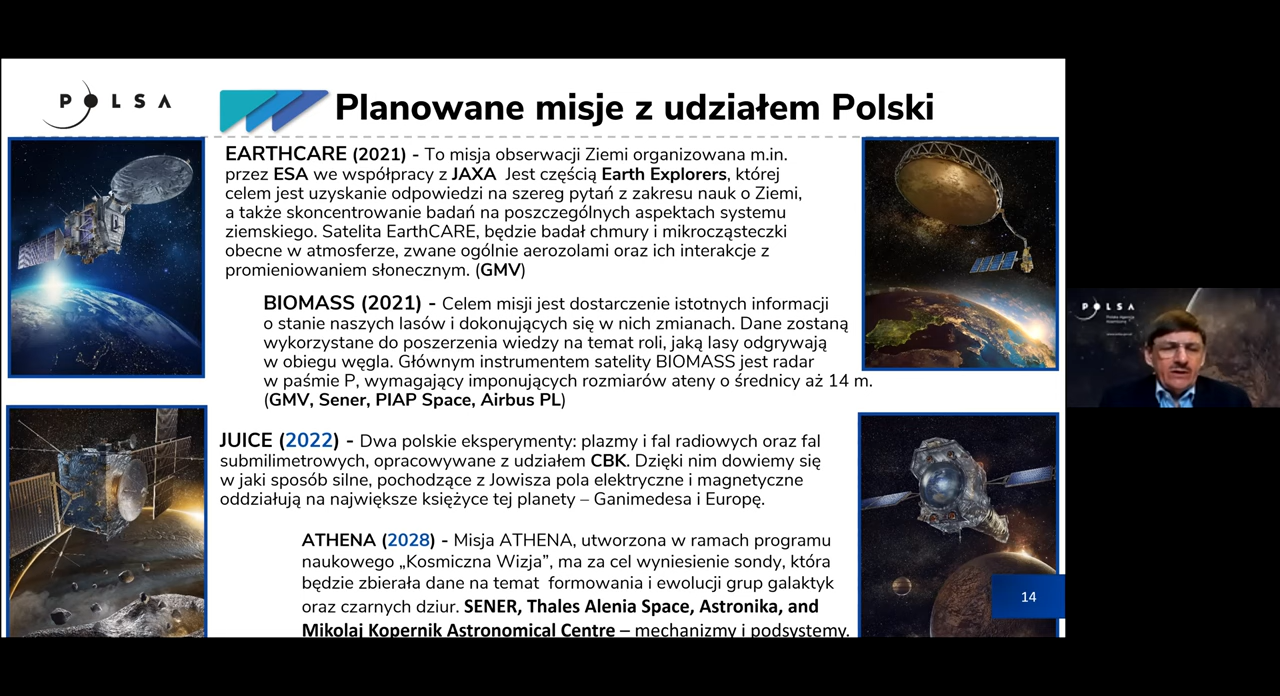 POLSA
Planowane misje z udziałem Polski
EARTHCARE (2021) - To misja obserwacji Ziemi organizowana m.in.
przez ESA we współpracy z JAXA Jest częścią Earth Explorers, której
celem jest uzyskanie odpowiedzi na szereg pytań z zakresu nauk o Ziemi,
a także skoncentrowanie badań na poszczególnych aspektach systemu
ziemskiego. Satelita EarthCARE, będzie badał chmury i mikrocząsteczki
obecne w atmosferze, zwane ogólnie aerozolami oraz ich interakcje z
promieniowaniem słonecznym. (GMV)
BIOMASS (2021) - Celem misji jest dostarczenie istotnych informacji
o stanie naszych lasów i dokonujących się w nich zmianach. Dane zostaną
wykorzystane do poszerzenia wiedzy na temat roli, jaką lasy odgrywają
w obiegu węgla. Głównym instrumentem satelity BIOMASS jest radar
w paśmie P, wymagający imponujących rozmiarów ateny o średnicy aż 14 m.
(GMV, Sener, PIAP Space, Airbus PL)
JUICE (2022) - Dwa polskie eksperymenty: plazmy i fal radiowych oraz fal
submilimetrowych, opracowywane z udziałem CBK. Dzięki nim dowiemy się
w jaki sposób silne, pochodzące z Jowisza pola elektryczne i magnetyczne
oddziałują na największe księżyce tej planety – Ganimedesa i Europę.
ATHENA (2028) - Misja ATHENA, utworzona w ramach programu
naukowego „Kosmiczna Wizja”, ma za cel wyniesienie sondy, która
będzie zbierała dane na temat formowania i ewolucji grup galaktyk
oraz czarnych dziur. SENER, Thales Alenia Space, Astronika, and
Mikolaj Kopernik Astronomical Centre – mechanizmy i podsystemy.
14
POLSA